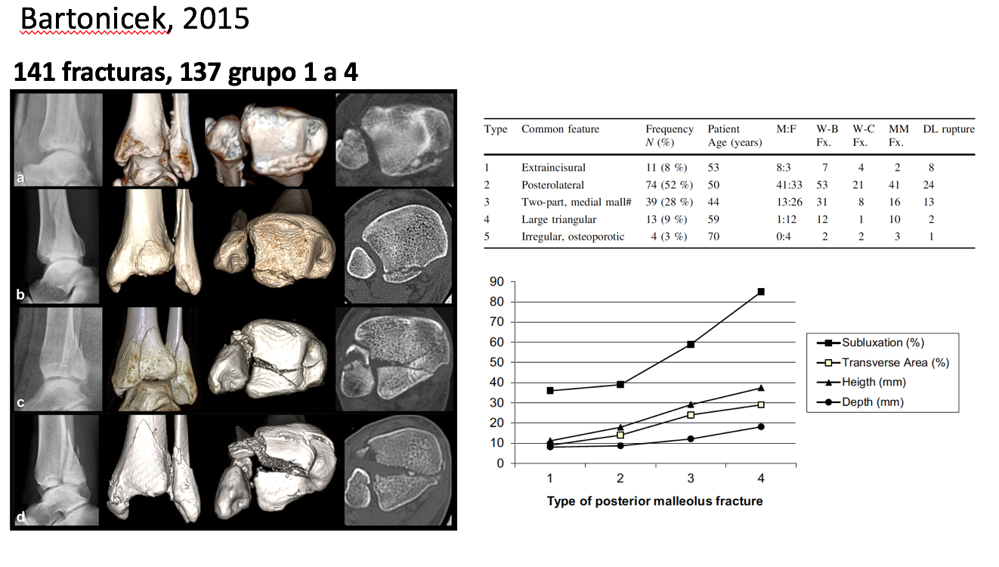 Bartonicek, 2015
141 fracturas, 137 grupo 1 a 4
a
b
c
d
Type Common feature Frequency N (%) Patient Age (years) M:F W-B Fx. W-C Fx. MM Fx. DL rupture
1 Extraincisural 11 (8 %) 53 8:3 7 4 2 8
2 Posterolateral 74 (52 %) 50 41:33 53 21 41 24
3 Two-part, medial mall# 39 (28 %) 44 13:26 31 8 16 13
4 Large triangular 13 (9 %) 59 1:12 12 1 10 2
5 Irregular, osteoporotic 4 (3 %) 70 0:4 2 2 3 1
90
80
70
60
50
40
30
20
10
0
1 2 3 4
Type of posterior malleolus fracture
Subluxation (%)
Transverse Area (%)
Heigth (mm)
Depth (mm)